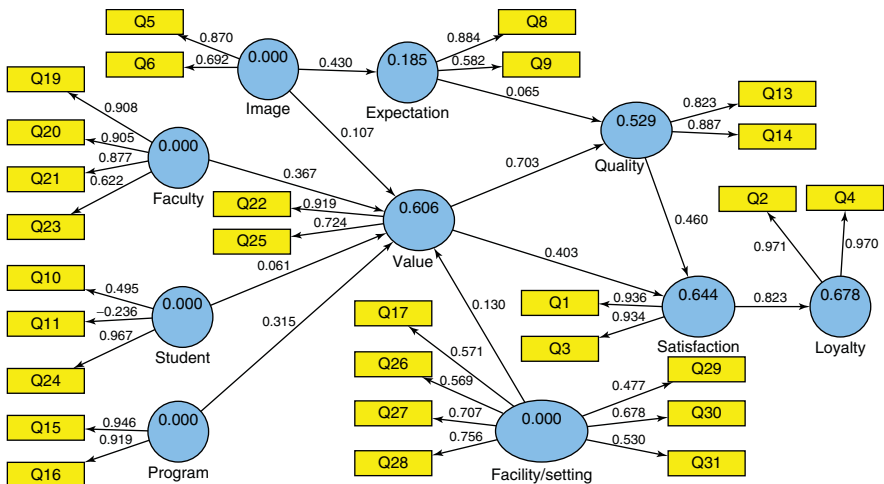 Q5
0.870
Q6
0.692
0.000
Image
0.430
0.185
Expectation
0.884
Q8
0.582
Q9
0.065
0.107
Q19
0.908
Q20
0.905
Q21
0.877
Q23
0.622
0.000
Faculty
0.367
Q22
0.919
Q25
0.724
0.606
Value
0.703
0.529
Quality
0.823
Q13
0.887
Q14
0.460
0.403
Q2
0.971
Q4
0.970
Q10
0.495
Q11
−0.236
Q24
0.967
0.000
Student
0.061
0.315
0.130
Q1
0.936
Q3
0.934
0.644
Satisfaction
0.823
0.678
Loyalty
Q15
0.946
Q16
0.919
0.000
Program
Q17
0.571
Q26
0.569
Q27
0.707
Q28
0.756
0.000
Facility/setting
0.477
Q29
0.678
Q30
0.530
Q31